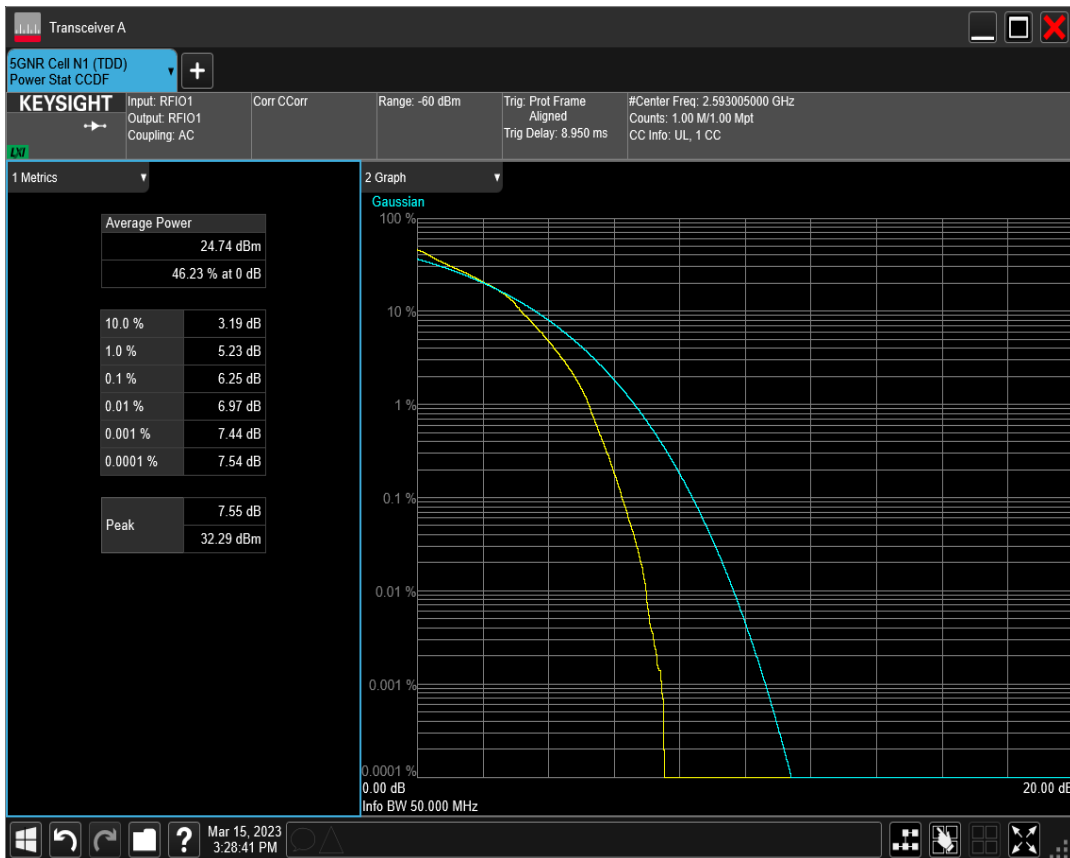 Transceiver A
5GNR Cell N1 (TDD)
Power Stat CCDF
+
KEYSIGHT
LXI
Input: RFIO1
Output: RFIO1
Coupling: AC
Corr CCorr
Range: -60 dBm
Trig: Prot Frame
Aligned
Trig Delay: 8.950 ms
#Center Freq: 2.593005000 GHz
Counts: 1.00 M/1.00 Mpt
CC Info: UL, 1 CC
1 Metrics
Average Power
24.74 dBm
46.23 % at 0 dB
10.0 % 3.19 dB
1.0 % 5.23 dB
0.1 % 6.25 dB
0.01 % 6.97 dB
0.001 % 7.44 dB
0.0001 % 7.54 dB
Peak
7.55 dB
32.29 dBm
2 Graph
Gaussian
100 %
10 %
1 %
0.1 %
0.01 %
0.001 %
0.0001 %
0.00 dB 20.00 dB
Info BW 50.000 MHz
?
Mar 15, 2023
3:28:41 PM